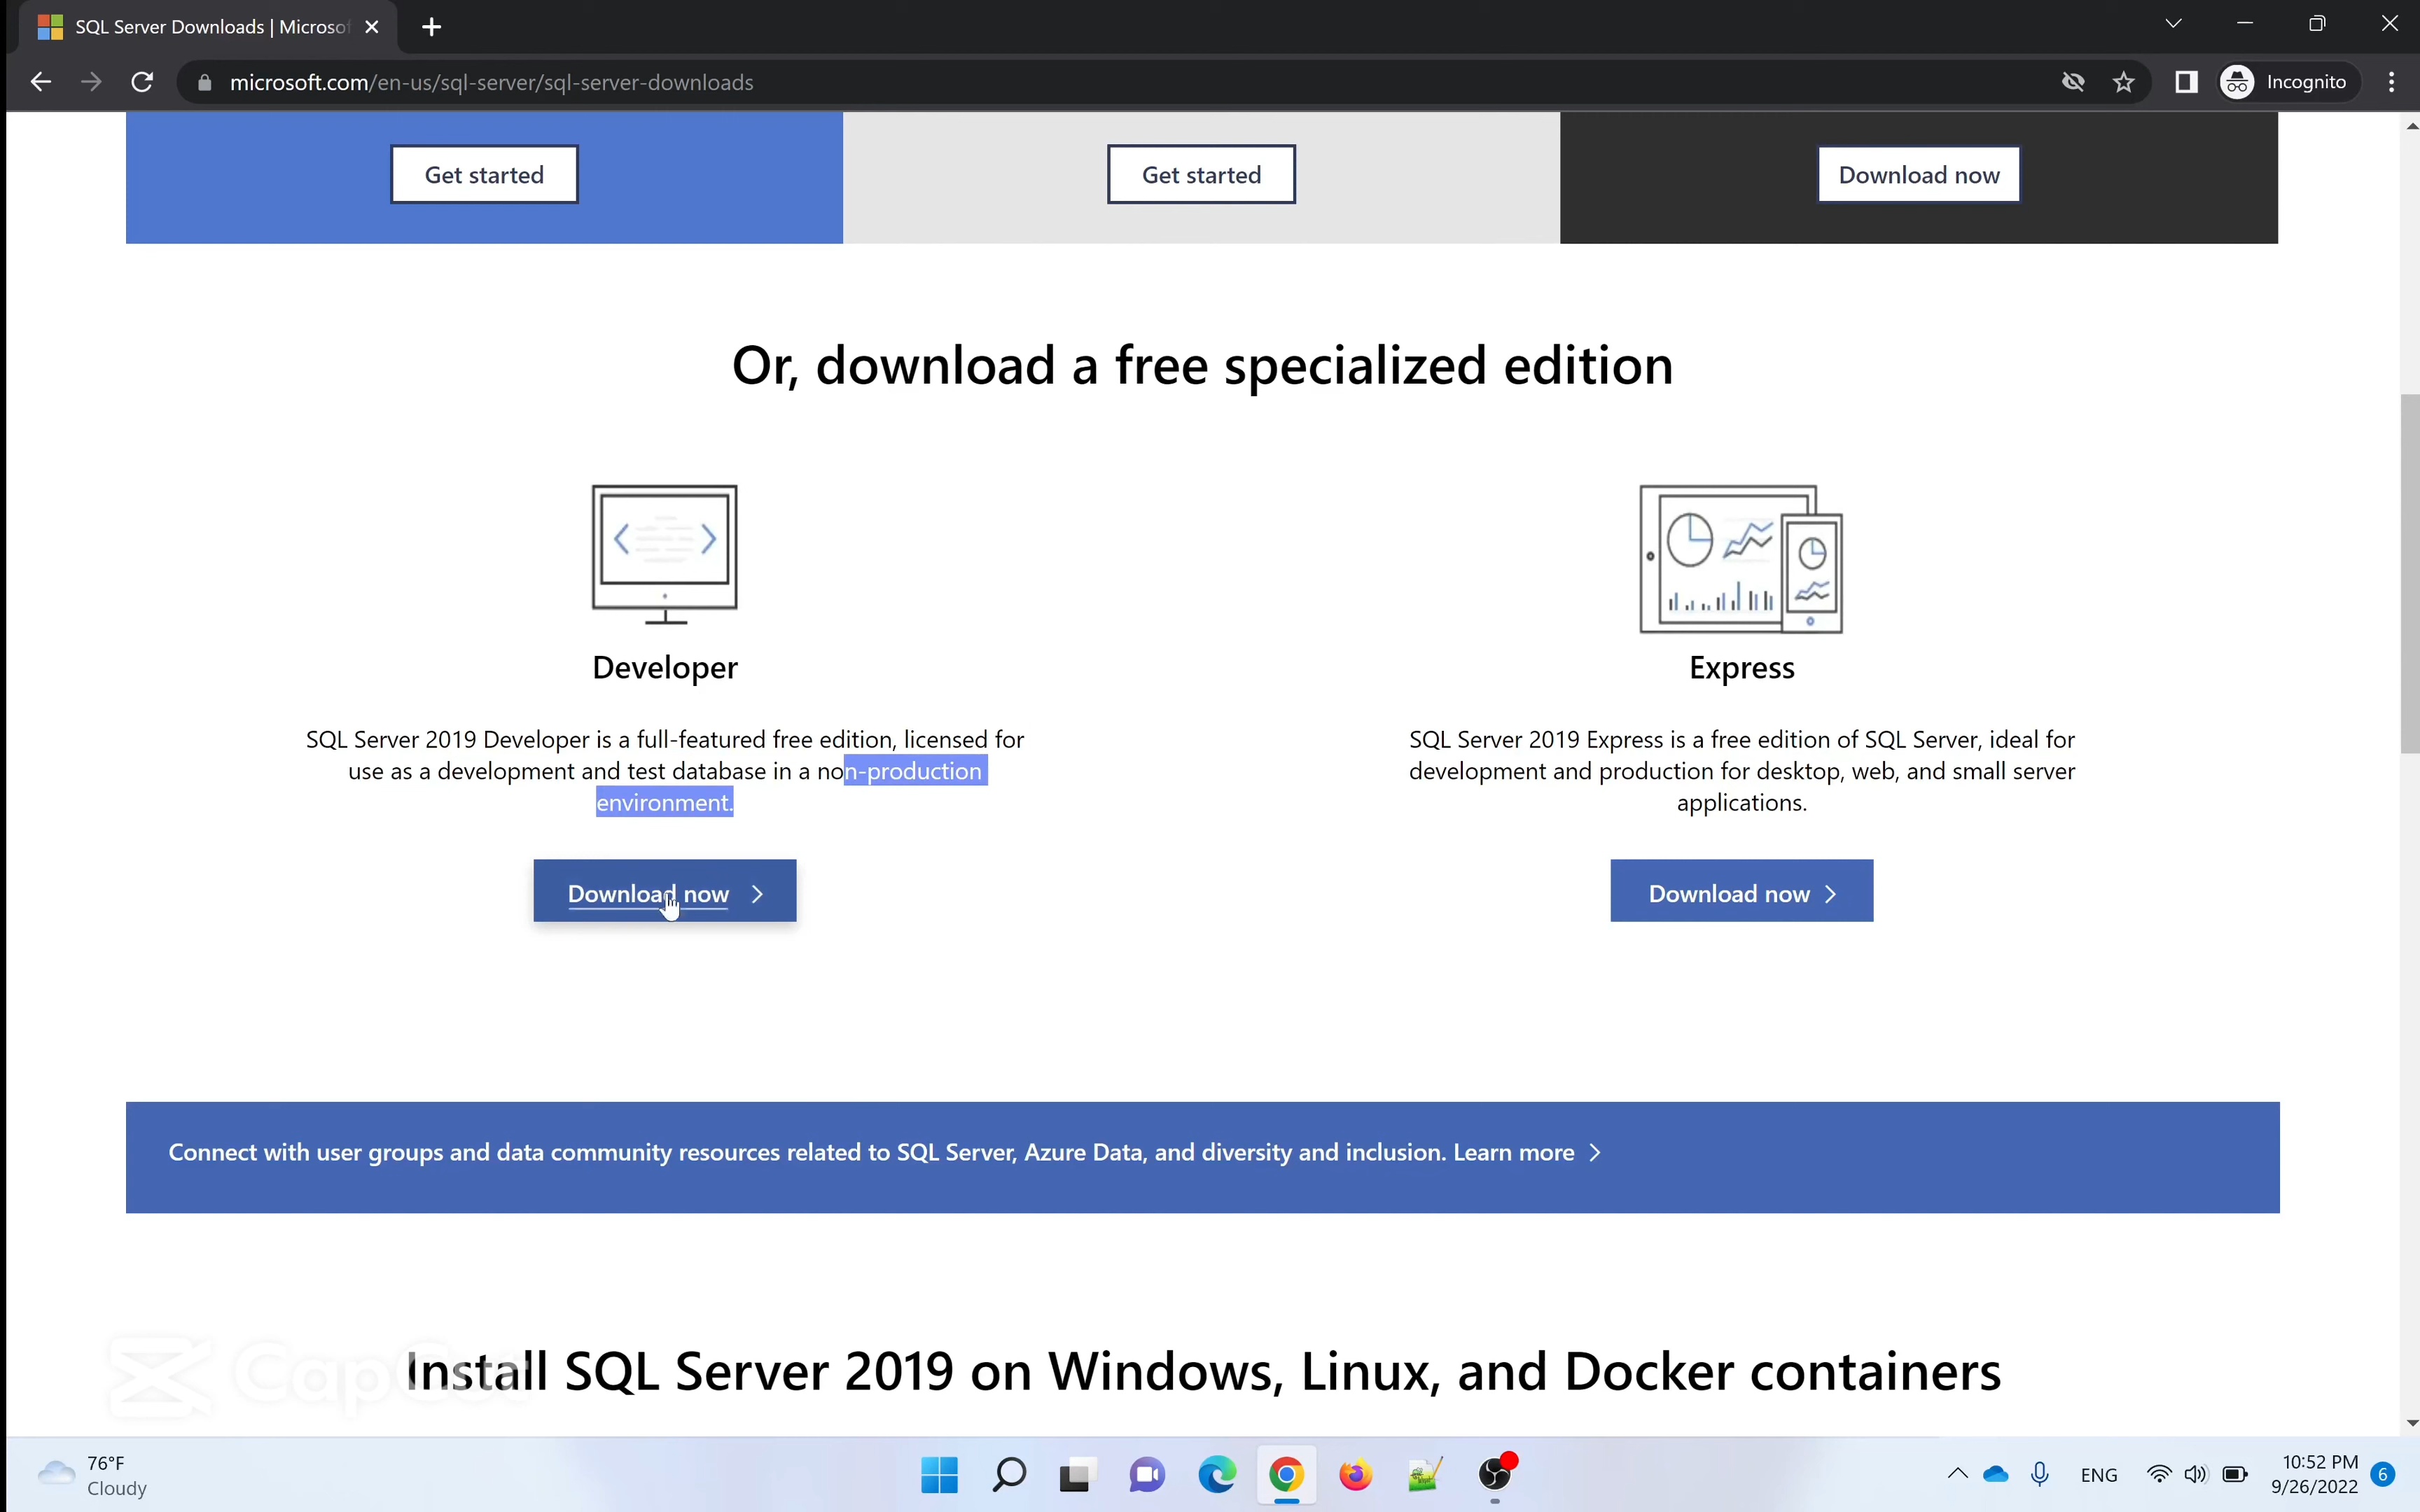 SQL Server Downloads | Microsof
microsoft.com/en-us/sql-server/sql-server-downloads
Incognito
Get started
Get started
Download now
Or, download a free specialized edition
Developer
SQL Server 2019 Developer is a full-featured free edition, licensed for
use as a development and test database in a non-production
environment.
Download now
Express
SQL Server 2019 Express is a free edition of SQL Server, ideal for
development and production for desktop, web, and small server
applications.
Download now
Connect with user groups and data community resources related to SQL Server, Azure Data, and diversity and inclusion. Learn more
CapCut
Install SQL Server 2019 on Windows, Linux, and Docker containers
76°F
Cloudy
ENG
10:52 PM
9/26/2022
6